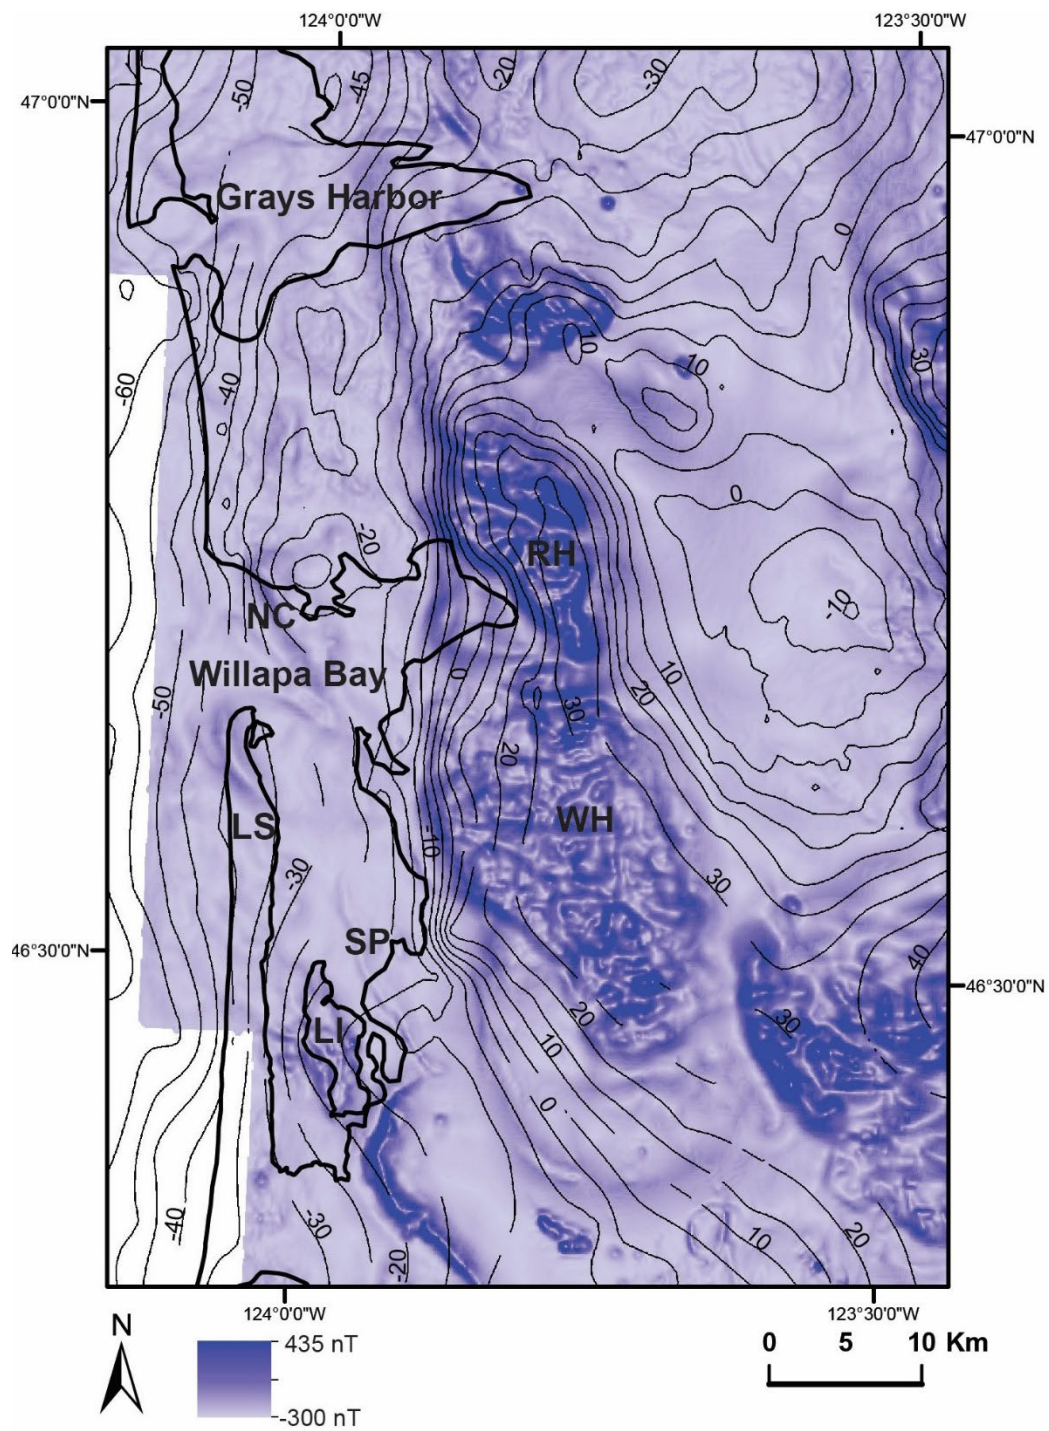 124°0'0"W
123°30'0"W
-50
-45
-20
-30
47°0'0"N
47°0'0"N
Grays Harbor
0
10
30
10
-60
-40
0
-20
RH
-10
NC
Willapa Bay
0
10
20
-50
30
20
LS
WH
-10
-30
30
SP
46°30'0"N
40
46°30'0"N
20
30
LI
10
0
-40
-30
10
20
-20
124°0'0"W
123°30'0"W
N
435 nT
-300 nT
0 5 10 Km